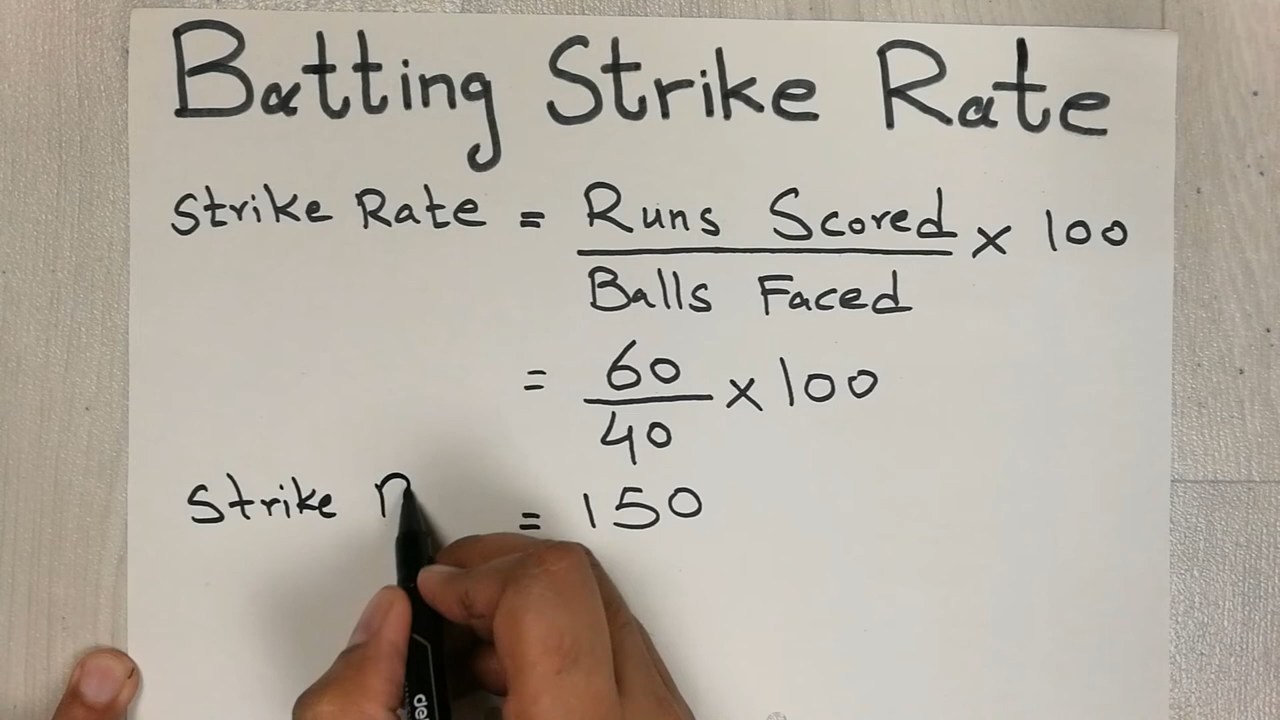 Batting Strike Rate
Strike Rate = Runs Scored / Balls Faced × 100
= 60 / 40 × 100
Strike = 150